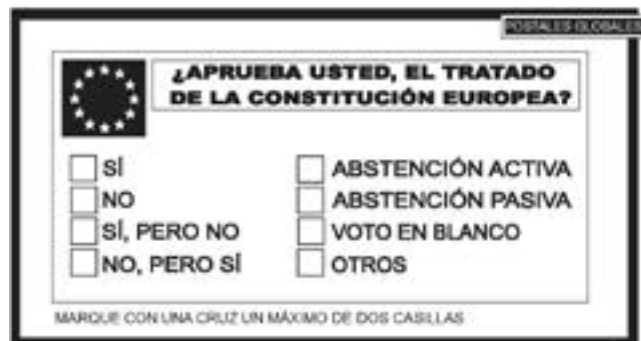 POSTALES GLOBALES
¿APRUEBA USTED, EL TRATADO
DE LA CONSTITUCIÓN EUROPEA?
SÍ
NO
SÍ, PERO NO
NO, PERO SÍ
ABSTENCIÓN ACTIVA
ABSTENCIÓN PASIVA
VOTO EN BLANCO
OTROS
MARQUE CON UNA CRUZ UN MÁXIMO DE DOS CASILLAS